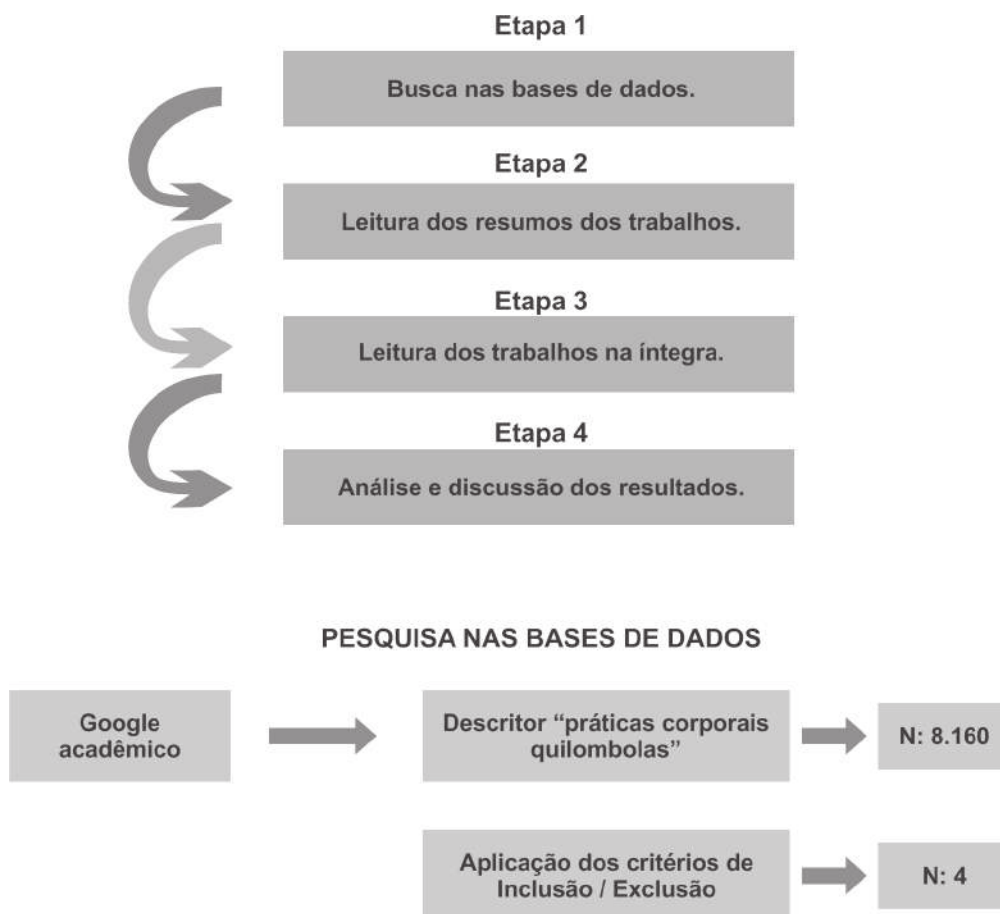 Etapa 1
Busca nas bases de dados.
Etapa 2
Leitura dos resumos dos trabalhos.
Etapa 3
Leitura dos trabalhos na íntegra.
Etapa 4
Análise e discussão dos resultados.
PESQUISA NAS BASES DE DADOS
Google
acadêmico
Descritor “práticas corporais
quilombolas”
N: 8.160
Aplicação dos critérios de
Inclusão / Exclusão
N: 4